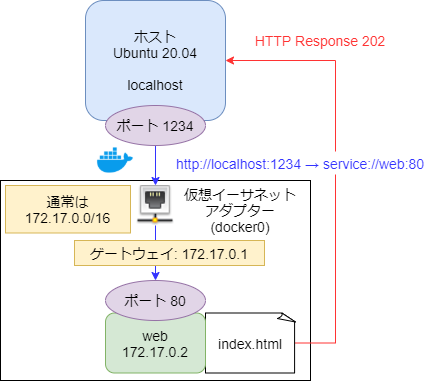 ホスト
Ubuntu 20.04
localhost
HTTP Response 202
ポート 1234
http://localhost:1234 → service://web:80
通常は
172.17.0.0/16
仮想イーサネット
アダプター
(docker0)
ゲートウェイ: 172.17.0.1
ポート 80
web
172.17.0.2
index.html